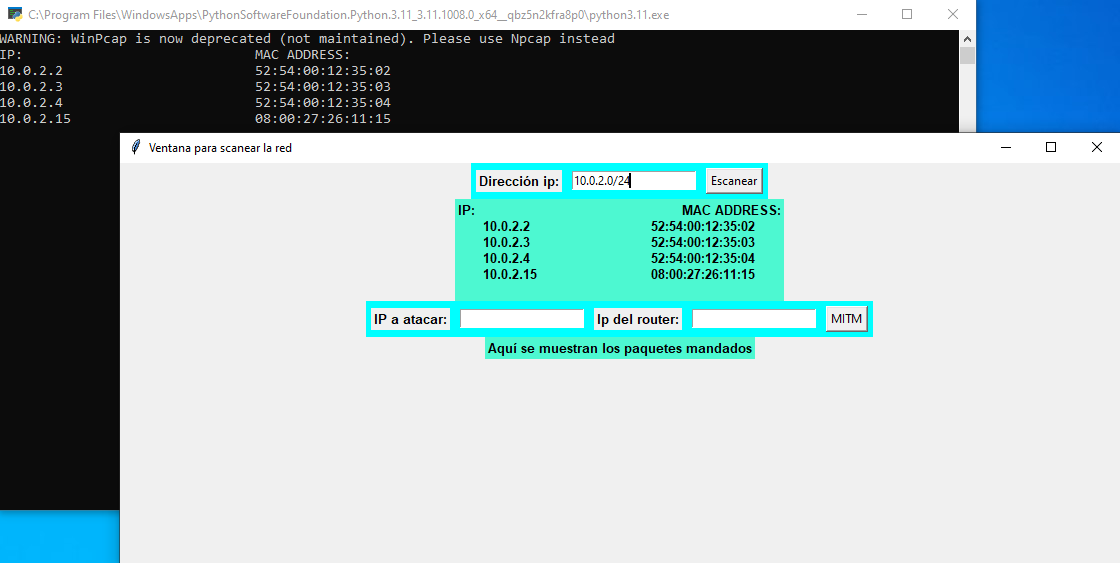 C:\Program Files\WindowsApps\PythonSoftwareFoundation.Python.3.11_3.11.1008.0_x64__qbz5n2kfra8p0\python3.11.exe
WARNING: WinPcap is now deprecated (not maintained). Please use Npcap instead
IP: MAC ADDRESS:
10.0.2.2 52:54:00:12:35:02
10.0.2.3 52:54:00:12:35:03
10.0.2.4 52:54:00:12:35:04
10.0.2.15 08:00:27:26:11:15
Ventana para scanear la red
Dirección ip: 10.0.2.0/24 Escanear
IP: MAC ADDRESS:
10.0.2.2 52:54:00:12:35:02
10.0.2.3 52:54:00:12:35:03
10.0.2.4 52:54:00:12:35:04
10.0.2.15 08:00:27:26:11:15
IP a atacar: Ip del router: MITM
Aquí se muestran los paquetes mandados